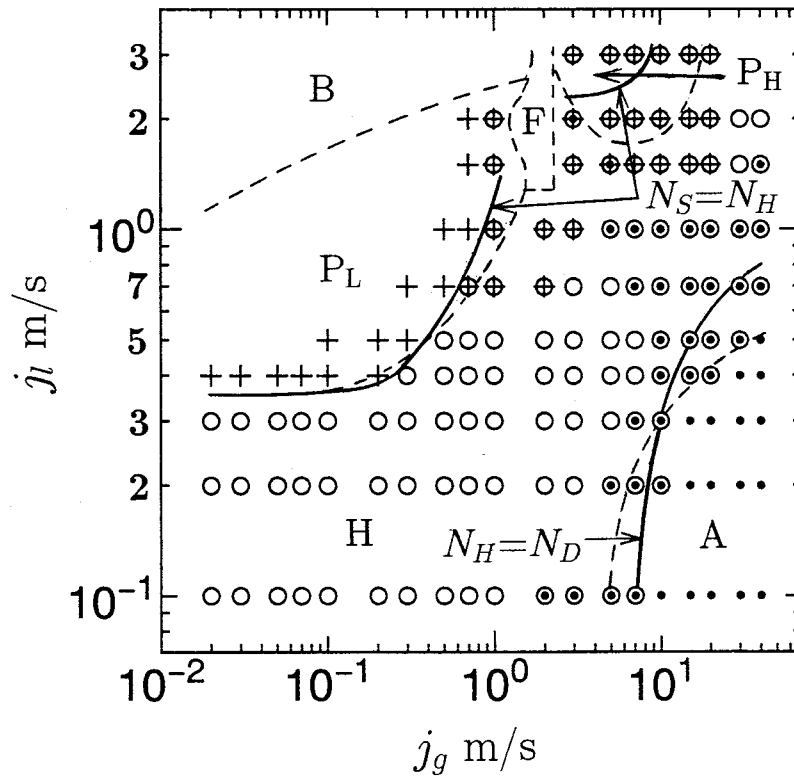 3
B
P_H
2
F
N_S=N_H
10^0
P_L
7
j_l m/s
5
3
2
H
N_H=N_D
A
10^-1
10^-2 10^-1 10^0 10^1
j_g m/s